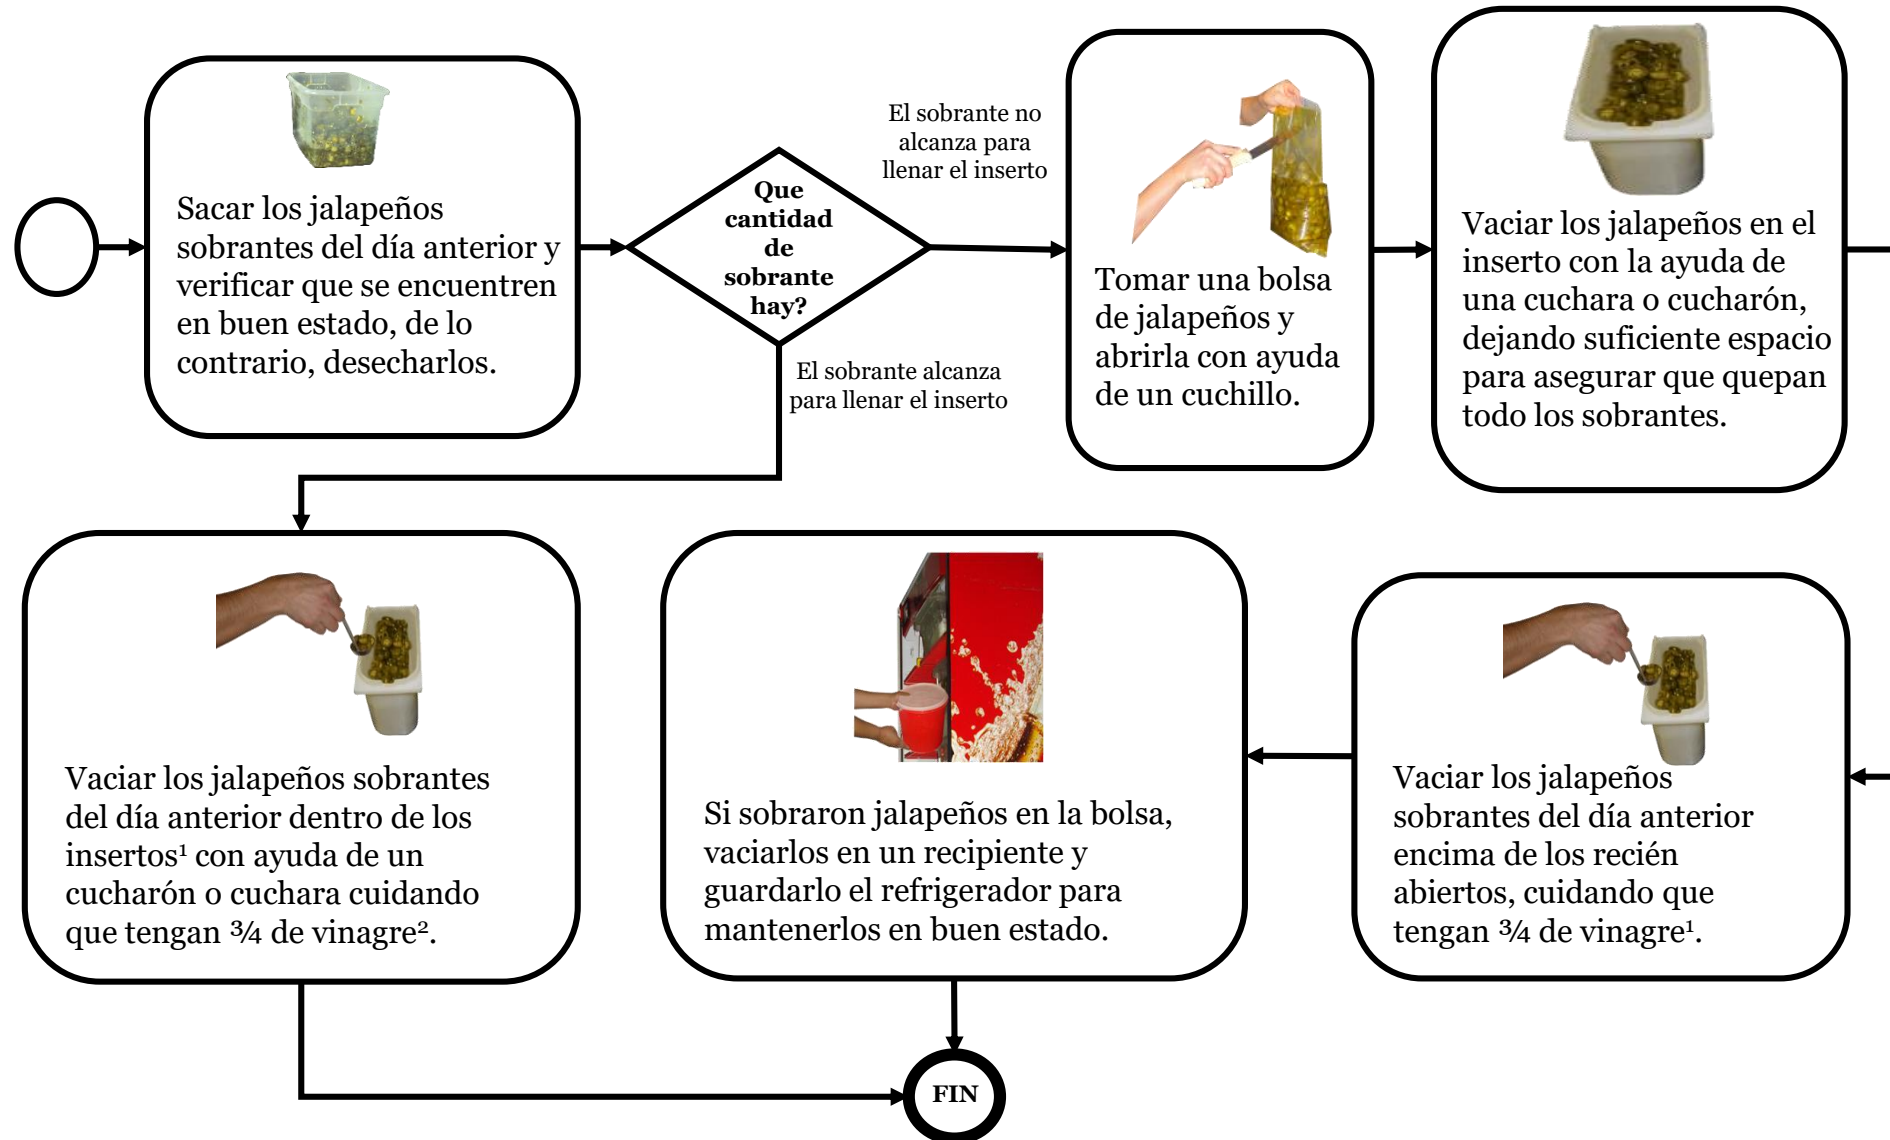 Sacar los jalapeños
sobrantes del día anterior y
verificar que se encuentren
en buen estado, de lo
contrario, desecharlos.
Que
cantidad
de
sobrante
hay?
El sobrante no
alcanza para
llenar el inserto
El sobrante alcanza
para llenar el inserto
Tomar una bolsa
de jalapeños y
abrirla con ayuda
de un cuchillo.
Vaciar los jalapeños en el
inserto con la ayuda de
una cuchara o cucharón,
dejando suficiente espacio
para asegurar que quepan
todo los sobrantes.
Vaciar los jalapeños sobrantes
del día anterior dentro de los
insertos¹ con ayuda de un
cucharón o cuchara cuidando
que tengan ¾ de vinagre².
Si sobraron jalapeños en la bolsa,
vaciarlos en un recipiente y
guardarlo el refrigerador para
mantenerlos en buen estado.
Vaciar los jalapeños
sobrantes del día anterior
encima de los recién
abiertos, cuidando que
tengan ¾ de vinagre¹.
FIN